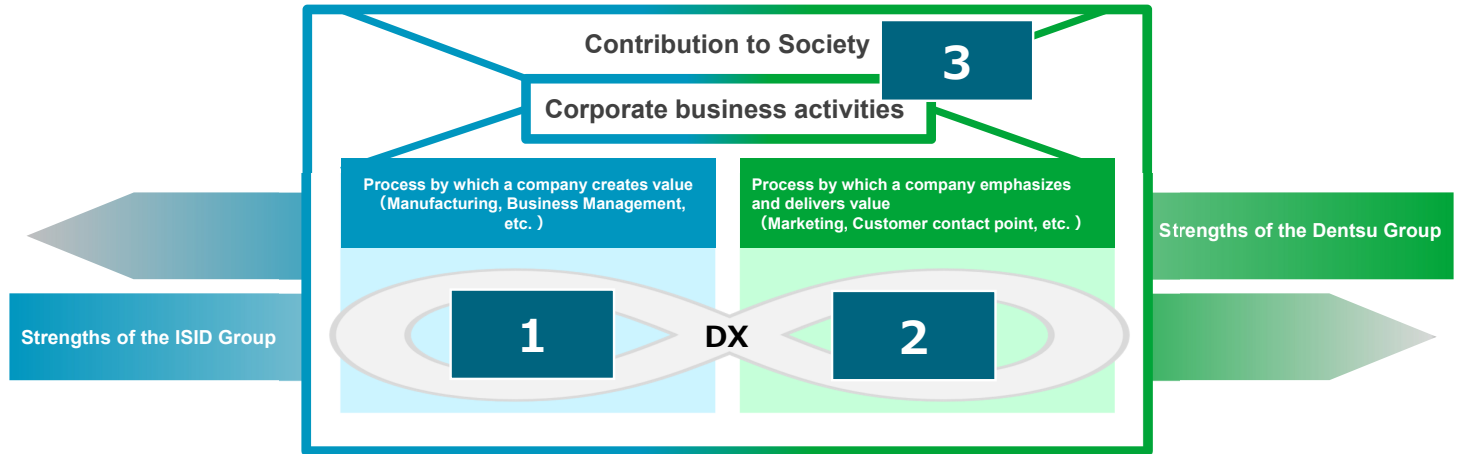 Contribution to Society
3
Corporate business activities
Process by which a company creates value
（Manufacturing, Business Management,
etc. ）
Process by which a company emphasizes
and delivers value
（Marketing, Customer contact point, etc. ）
Strengths of the Dentsu Group
Strengths of the ISID Group
1
DX
2